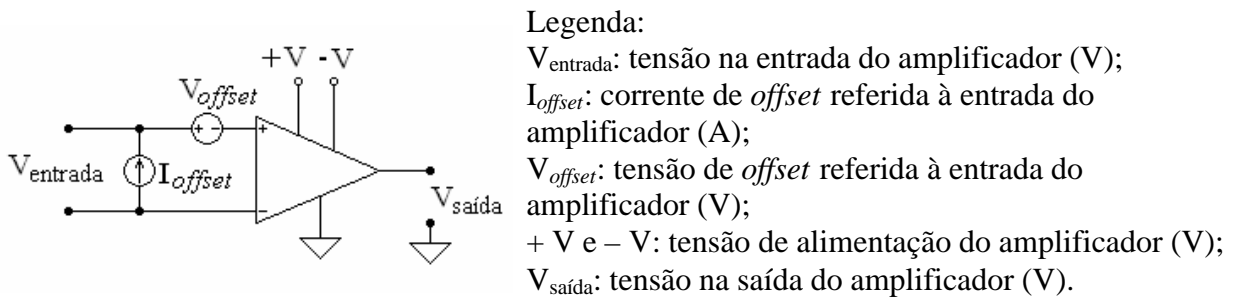 +V -V
Voffset
Ventrada
Ioffset
+ -
+
-
Vsaída
Legenda:
Ventrada: tensão na entrada do amplificador (V);
Ioffset: corrente de offset referida à entrada do
amplificador (A);
Voffset: tensão de offset referida à entrada do
amplificador (V);
+ V e – V: tensão de alimentação do amplificador (V);
Vsaída: tensão na saída do amplificador (V).